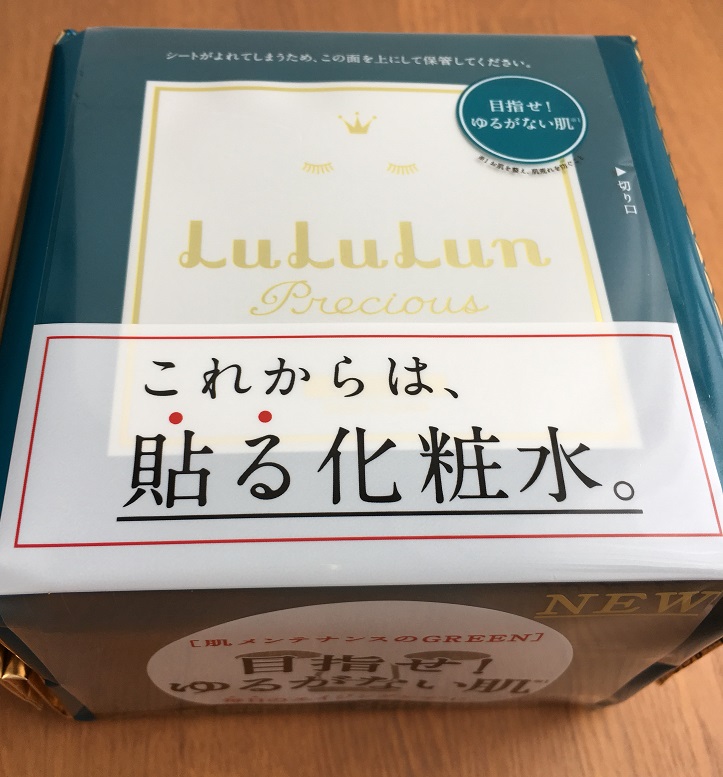 シートがよれてしまうため、この面を上にして保管してください。
目指せ!
ゆるがない肌※1
▶切り口
LuLuLun
Precious
これからは、
貼る化粧水。
NEW
[肌メンテナンスのGREEN]
目指せ!
ゆるがない肌※1